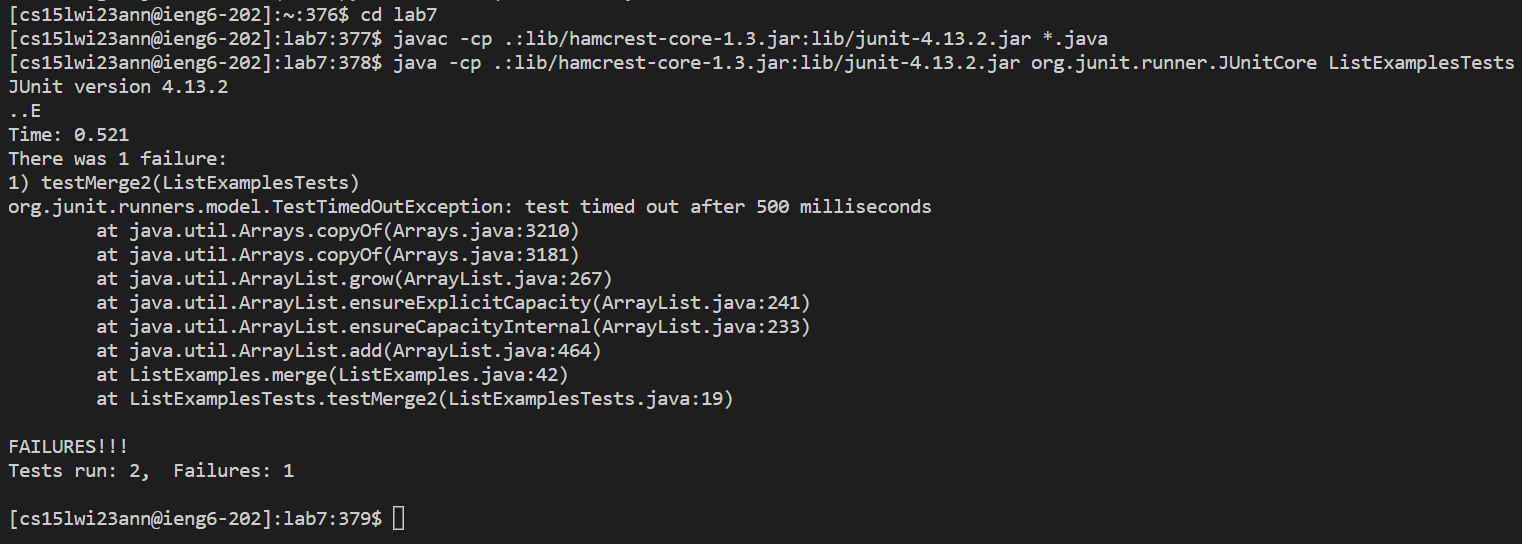 [cs15lwi23ann@ieng6-202]:~:376$ cd lab7
[cs15lwi23ann@ieng6-202]:lab7:377$ javac -cp .:lib/hamcrest-core-1.3.jar:lib/junit-4.13.2.jar *.java
[cs15lwi23ann@ieng6-202]:lab7:378$ java -cp .:lib/hamcrest-core-1.3.jar:lib/junit-4.13.2.jar org.junit.runner.JUnitCore ListExamplesTests
JUnit version 4.13.2
..E
Time: 0.521
There was 1 failure:
1) testMerge2(ListExamplesTests)
org.junit.runners.model.TestTimedOutException: test timed out after 500 milliseconds
        at java.util.Arrays.copyOf(Arrays.java:3210)
        at java.util.Arrays.copyOf(Arrays.java:3181)
        at java.util.ArrayList.grow(ArrayList.java:267)
        at java.util.ArrayList.ensureExplicitCapacity(ArrayList.java:241)
        at java.util.ArrayList.ensureCapacityInternal(ArrayList.java:233)
        at java.util.ArrayList.add(ArrayList.java:464)
        at ListExamples.merge(ListExamples.java:42)
        at ListExamplesTests.testMerge2(ListExamplesTests.java:19)

FAILURES!!!
Tests run: 2,  Failures: 1

[cs15lwi23ann@ieng6-202]:lab7:379$